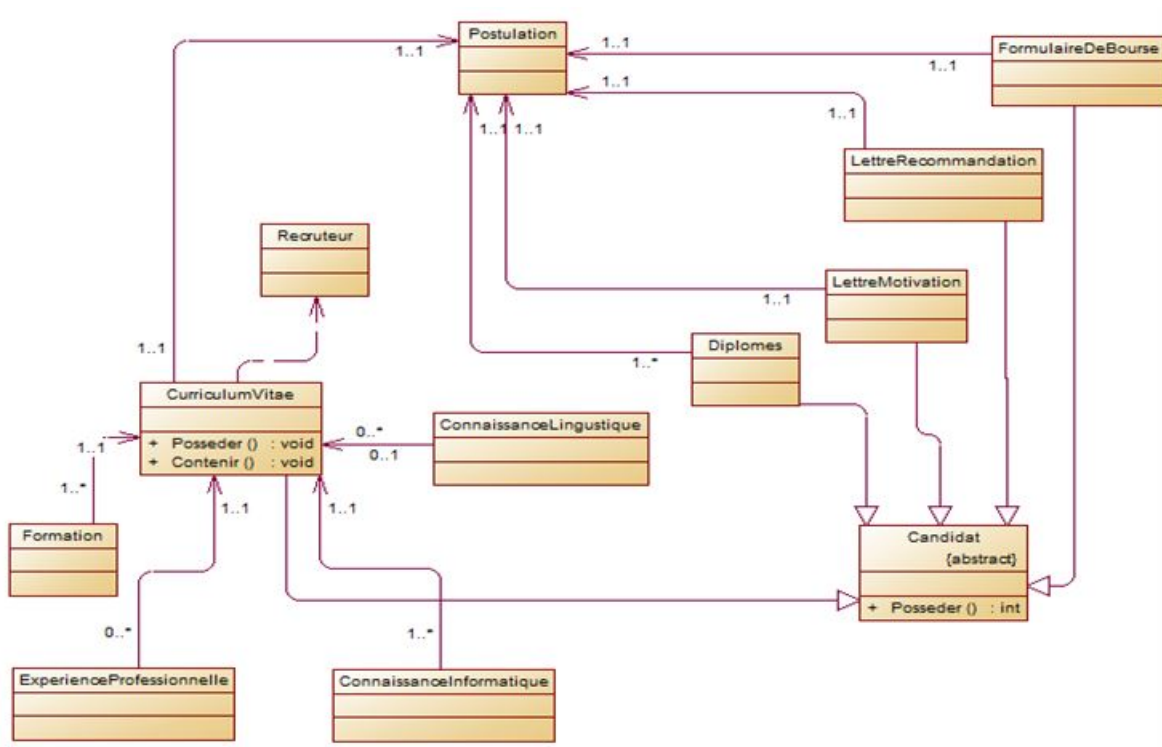 Postulation
1..1
1..1
1..1
FormulaireDeBourse
1..1
1..1
1..1
1..1
1..1
LettreRecommandation
Recruteur
LettreMotivation
1..1
Diplomes
1..*
1..1
CurriculumVitae
+ Posseder () : void
+ Contenir () : void
ConnaissanceLingustique
0..*
0..1
1..1
1..*
Formation
1..1
1..1
Candidat
{abstract}
+ Posseder () : int
0..*
1..*
ExperienceProfessionnelle
ConnaissanceInformatique